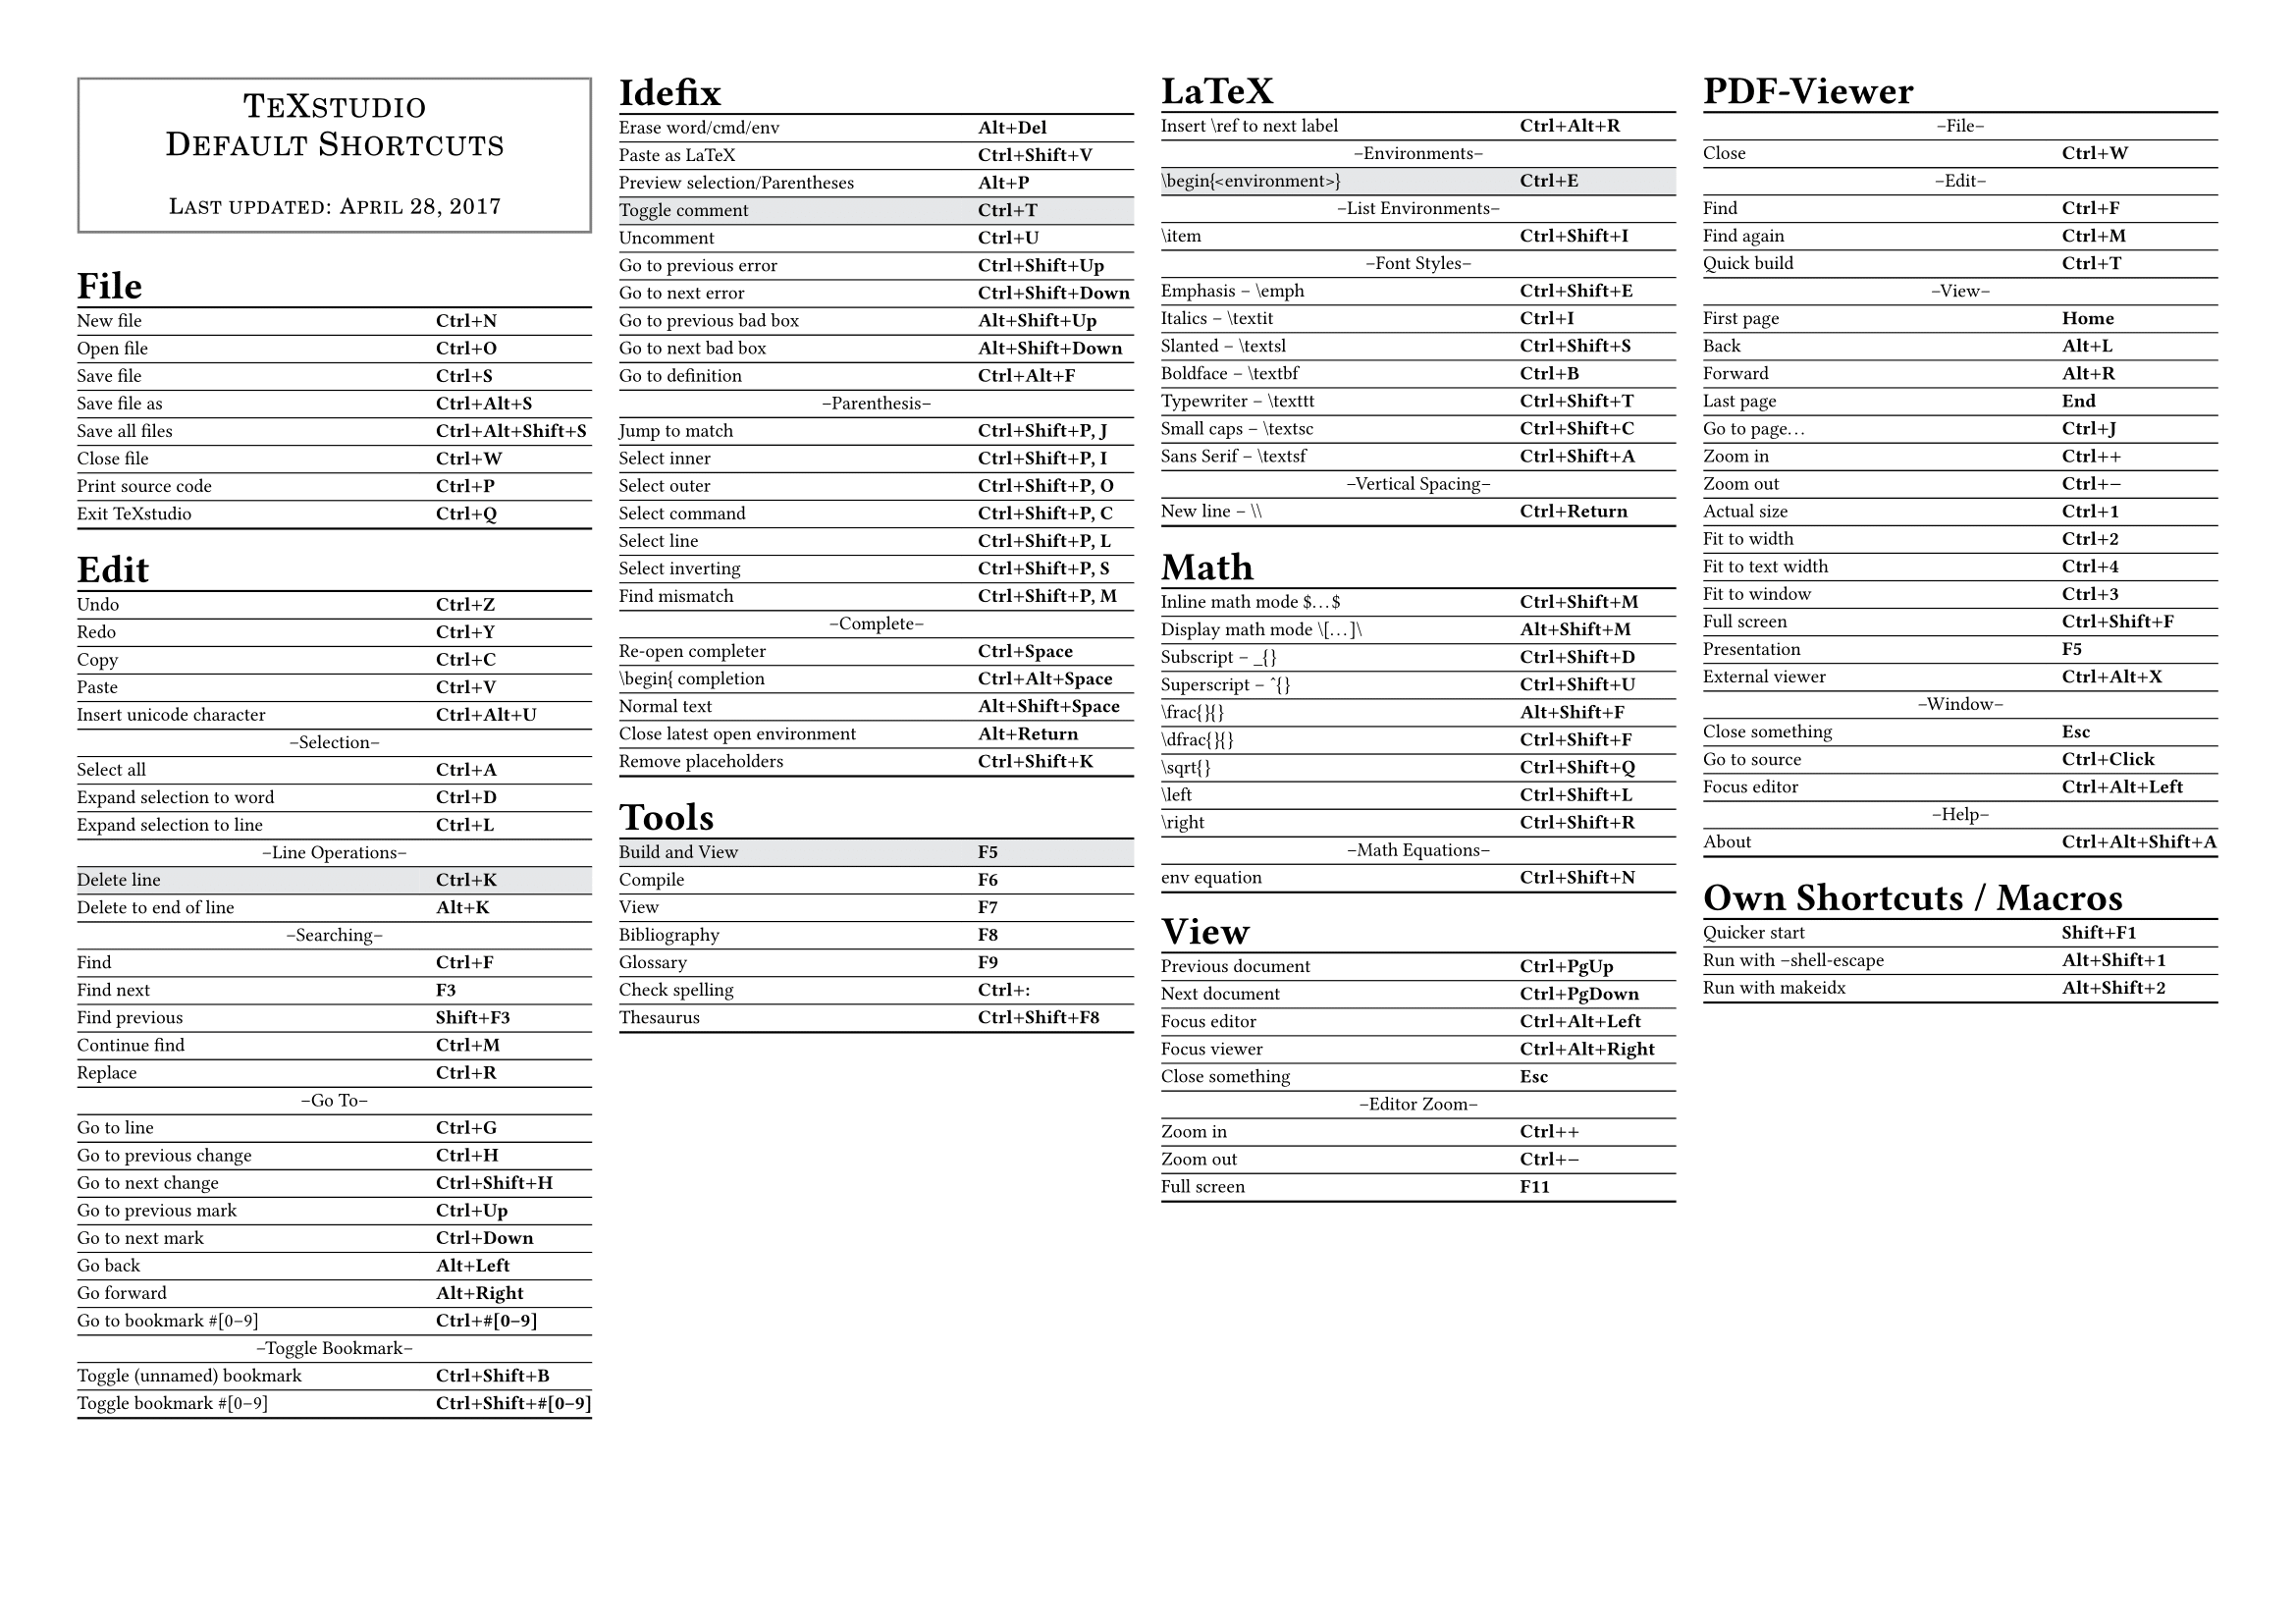 TeXstudio
Default Shortcuts
Last updated: April 28, 2017
File
New file Ctrl+N
Open file Ctrl+O
Save file Ctrl+S
Save file as Ctrl+Alt+S
Save all files Ctrl+Alt+Shift+S
Close file Ctrl+W
Print source code Ctrl+P
Exit TeXstudio Ctrl+Q
Edit
Undo Ctrl+Z
Redo Ctrl+Y
Copy Ctrl+C
Paste Ctrl+V
Insert unicode character Ctrl+Alt+U
–Selection–
Select all Ctrl+A
Expand selection to word Ctrl+D
Expand selection to line Ctrl+L
–Line Operations–
Delete line Ctrl+K
Delete to end of line Alt+K
–Searching–
Find Ctrl+F
Find next F3
Find previous Shift+F3
Continue find Ctrl+M
Replace Ctrl+R
–Go To–
Go to line Ctrl+G
Go to previous change Ctrl+H
Go to next change Ctrl+Shift+H
Go to previous mark Ctrl+Up
Go to next mark Ctrl+Down
Go back Alt+Left
Go forward Alt+Right
Go to bookmark #[0–9] Ctrl+#[0–9]
–Toggle Bookmark–
Toggle (unnamed) bookmark Ctrl+Shift+B
Toggle bookmark #[0–9] Ctrl+Shift+#[0–9]
Idefix
Erase word/cmd/env Alt+Del
Paste as LaTeX Ctrl+Shift+V
Preview selection/Parentheses Alt+P
Toggle comment Ctrl+T
Uncomment Ctrl+U
Go to previous error Ctrl+Shift+Up
Go to next error Ctrl+Shift+Down
Go to previous bad box Alt+Shift+Up
Go to next bad box Alt+Shift+Down
Go to definition Ctrl+Alt+F
–Parenthesis–
Jump to match Ctrl+Shift+P, J
Select inner Ctrl+Shift+P, I
Select outer Ctrl+Shift+P, O
Select command Ctrl+Shift+P, C
Select line Ctrl+Shift+P, L
Select inverting Ctrl+Shift+P, S
Find mismatch Ctrl+Shift+P, M
–Complete–
Re-open completer Ctrl+Space
\begin{ completion Ctrl+Alt+Space
Normal text Alt+Shift+Space
Close latest open environment Alt+Return
Remove placeholders Ctrl+Shift+K
Tools
Build and View F5
Compile F6
View F7
Bibliography F8
Glossary F9
Check spelling Ctrl+:
Thesaurus Ctrl+Shift+F8
LaTeX
Insert \ref to next label Ctrl+Alt+R
–Environments–
\begin{<environment>} Ctrl+E
–List Environments–
\item Ctrl+Shift+I
–Font Styles–
Emphasis – \emph Ctrl+Shift+E
Italics – \textit Ctrl+I
Slanted – \textsl Ctrl+Shift+S
Boldface – \textbf Ctrl+B
Typewriter – \texttt Ctrl+Shift+T
Small caps – \textsc Ctrl+Shift+C
Sans Serif – \textsf Ctrl+Shift+A
–Vertical Spacing–
New line – \\ Ctrl+Return
Math
Inline math mode $…$ Ctrl+Shift+M
Display math mode \[…]\ Alt+Shift+M
Subscript – _{} Ctrl+Shift+D
Superscript – ^{} Ctrl+Shift+U
\frac{}{} Alt+Shift+F
\dfrac{}{} Ctrl+Shift+F
\sqrt{} Ctrl+Shift+Q
\left Ctrl+Shift+L
\right Ctrl+Shift+R
–Math Equations–
env equation Ctrl+Shift+N
View
Previous document Ctrl+PgUp
Next document Ctrl+PgDown
Focus editor Ctrl+Alt+Left
Focus viewer Ctrl+Alt+Right
Close something Esc
–Editor Zoom–
Zoom in Ctrl++
Zoom out Ctrl+−
Full screen F11
PDF-Viewer
–File–
Close Ctrl+W
–Edit–
Find Ctrl+F
Find again Ctrl+M
Quick build Ctrl+T
–View–
First page Home
Back Alt+L
Forward Alt+R
Last page End
Go to page… Ctrl+J
Zoom in Ctrl++
Zoom out Ctrl+−
Actual size Ctrl+1
Fit to width Ctrl+2
Fit to text width Ctrl+4
Fit to window Ctrl+3
Full screen Ctrl+Shift+F
Presentation F5
External viewer Ctrl+Alt+X
–Window–
Close something Esc
Go to source Ctrl+Click
Focus editor Ctrl+Alt+Left
–Help–
About Ctrl+Alt+Shift+A
Own Shortcuts / Macros
Quicker start Shift+F1
Run with −shell-escape Alt+Shift+1
Run with makeidx Alt+Shift+2